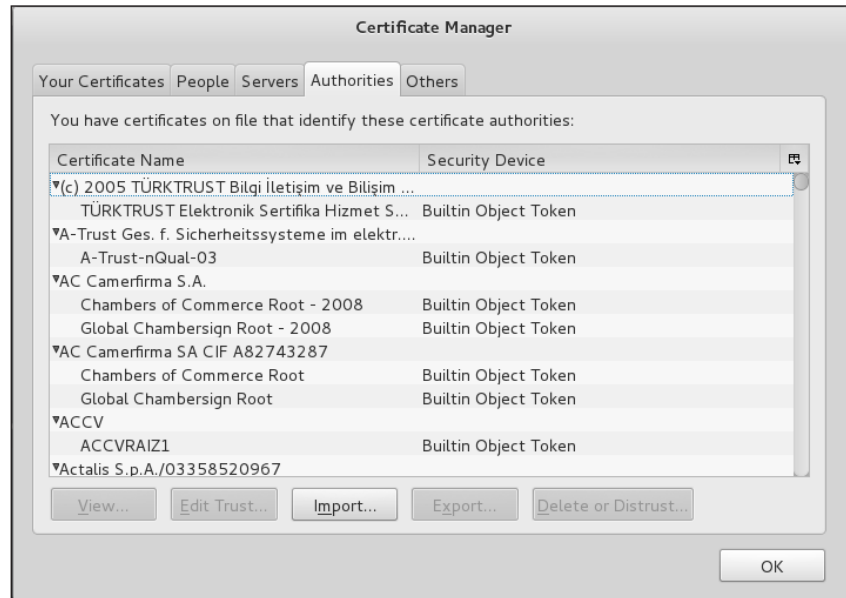 Certificate Manager
Your Certificates People Servers Authorities Others
You have certificates on file that identify these certificate authorities:
Certificate Name Security Device
(c) 2005 TÜRKTRUST Bilgi İletişim ve Bilişim ...
TÜRKTRUST Elektronik Sertifika Hizmet S... Builtin Object Token
A-Trust Ges. f. Sicherheitssysteme im elektr....
A-Trust-nQual-03 Builtin Object Token
AC Camerfirma S.A.
Chambers of Commerce Root - 2008 Builtin Object Token
Global Chambersign Root - 2008 Builtin Object Token
AC Camerfirma SA CIF A82743287
Chambers of Commerce Root Builtin Object Token
Global Chambersign Root Builtin Object Token
ACCV
ACCVRAIZ1 Builtin Object Token
Actalis S.p.A./03358520967
View... Edit Trust... Import... Export... Delete or Distrust...
OK